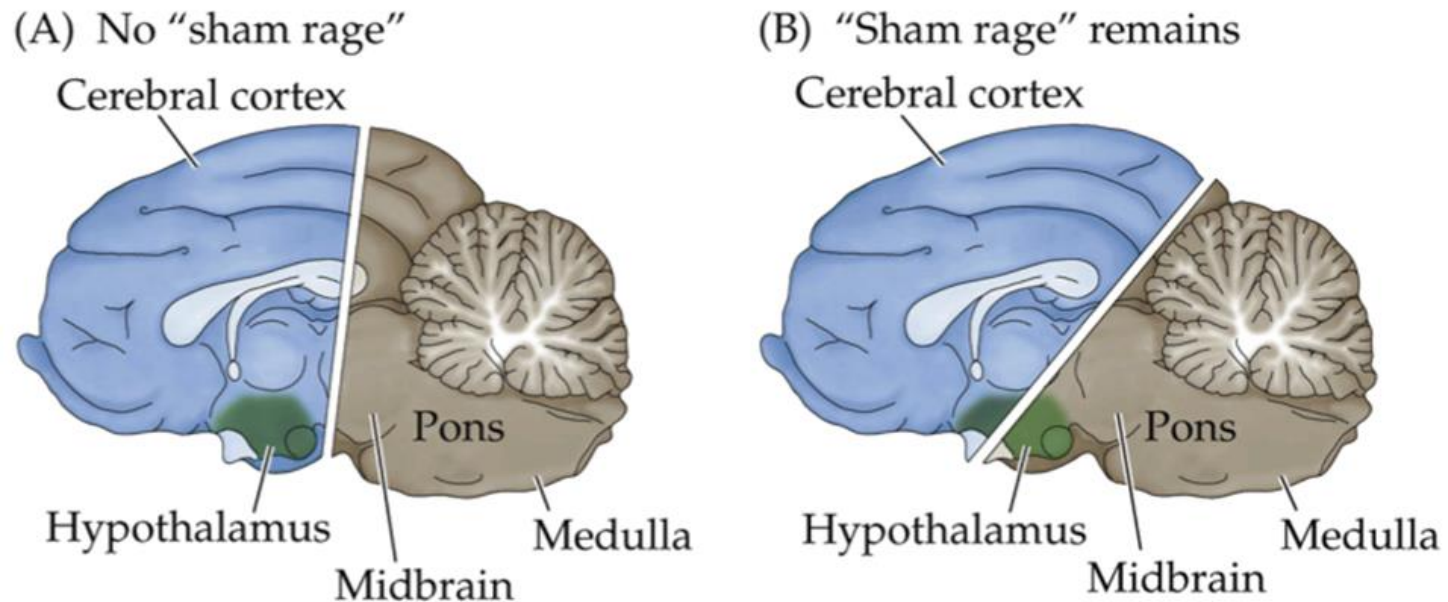 (A) No “sham rage”
Cerebral cortex
Pons
Hypothalamus
Medulla
Midbrain
(B) “Sham rage” remains
Cerebral cortex
Pons
Hypothalamus
Medulla
Midbrain